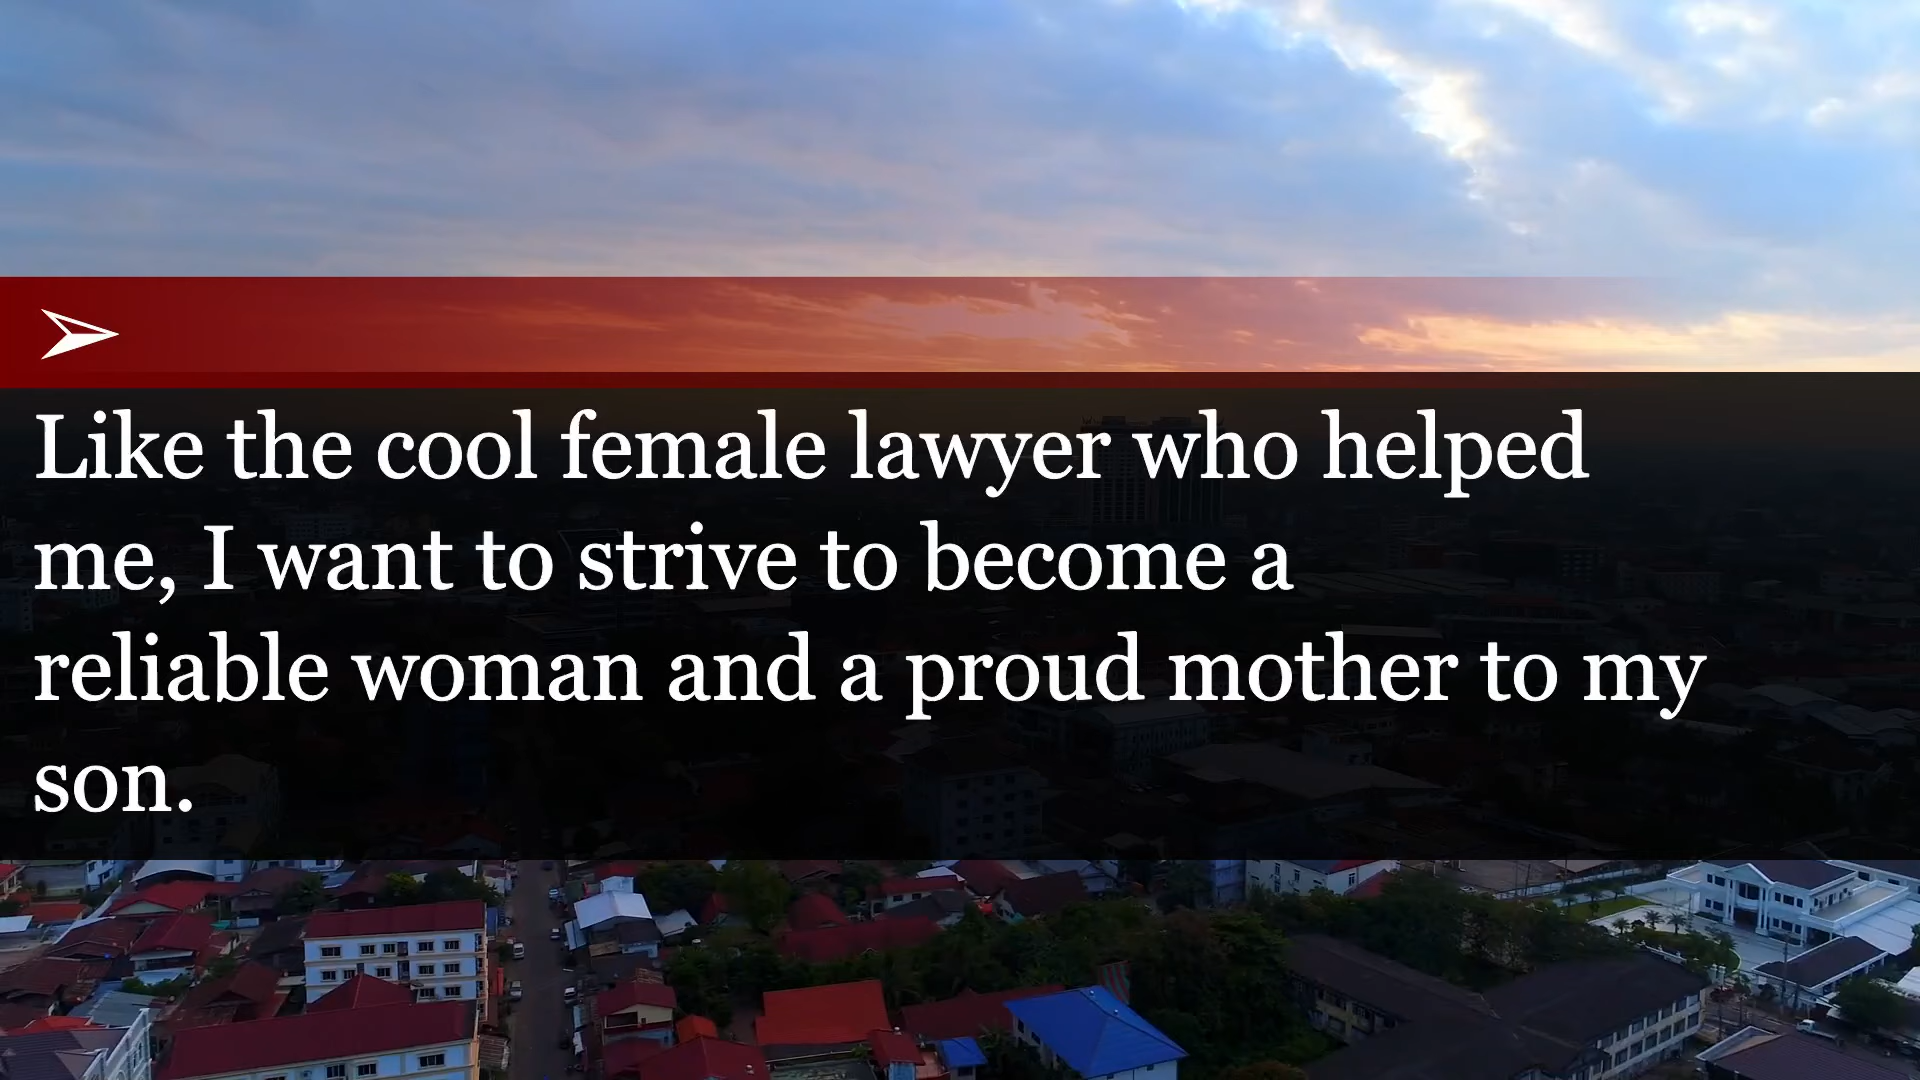 Like the cool female lawyer who helped
me, I want to strive to become a
reliable woman and a proud mother to my
son.